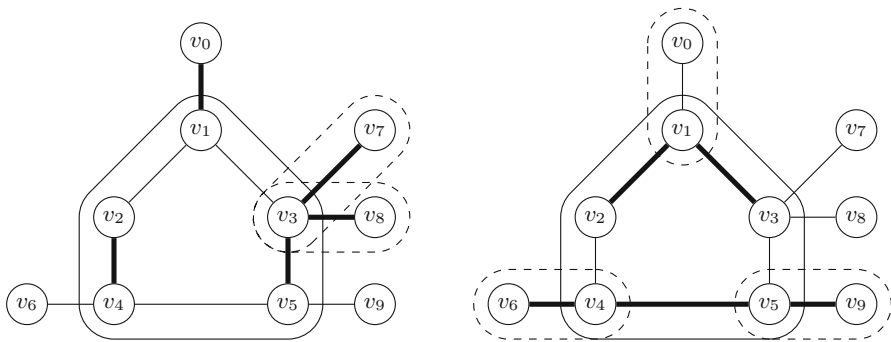 v₀ v₀
v₁ v₇ v₁ v₇
v₂ v₃ v₈ v₂ v₃ v₈
v₆ v₄ v₅ v₉ v₆ v₄ v₅ v₉